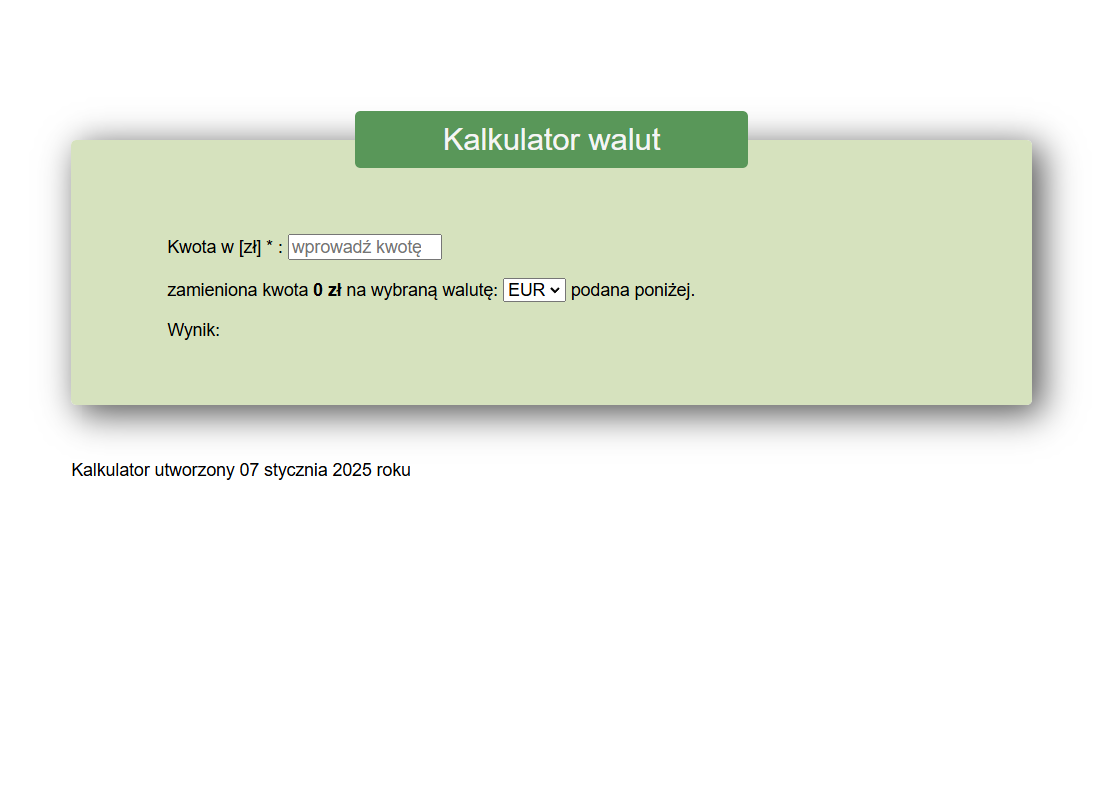 Kalkulator walut
Kwota w [zł] * : wprowadź kwotę
zamieniona kwota 0 zł na wybraną walutę: EUR podana poniżej.
Wynik:
Kalkulator utworzony 07 stycznia 2025 roku